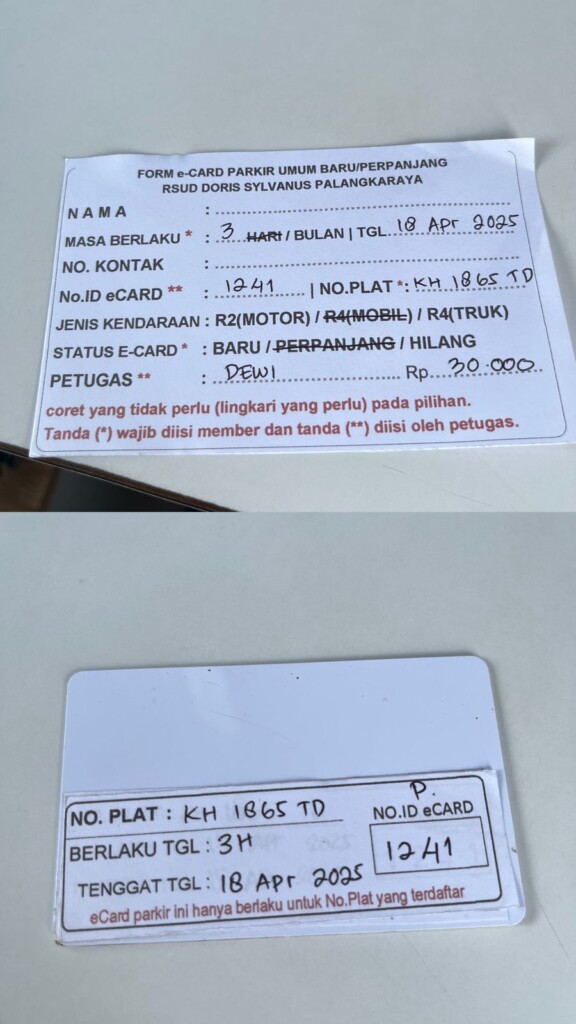 FORM e-CARD PARKIR UMUM BARU/PERPANJANG
RSUD DORIS SYLVANUS PALANGKARAYA
NAMA :
MASA BERLAKU * : 3 HARI / BULAN | TGL. 18 Apr 2025
NO. KONTAK :
No.ID eCARD ** : 1241 | NO.PLAT *: KH 1865 TD
JENIS KENDARAAN : R2(MOTOR) / R4(MOBIL) / R4(TRUK)
STATUS E-CARD * : BARU / PERPANJANG / HILANG
PETUGAS ** : DEWI Rp. 30.000
coret yang tidak perlu (lingkari yang perlu) pada pilihan.
Tanda (*) wajib diisi member dan tanda (**) diisi oleh petugas.
P.
NO. PLAT : KH 1865 TD NO.ID eCARD
BERLAKU TGL : 3H 1241
TENGGAT TGL : 18 Apr 2025
eCard parkir ini hanya berlaku untuk No.Plat yang terdaftar